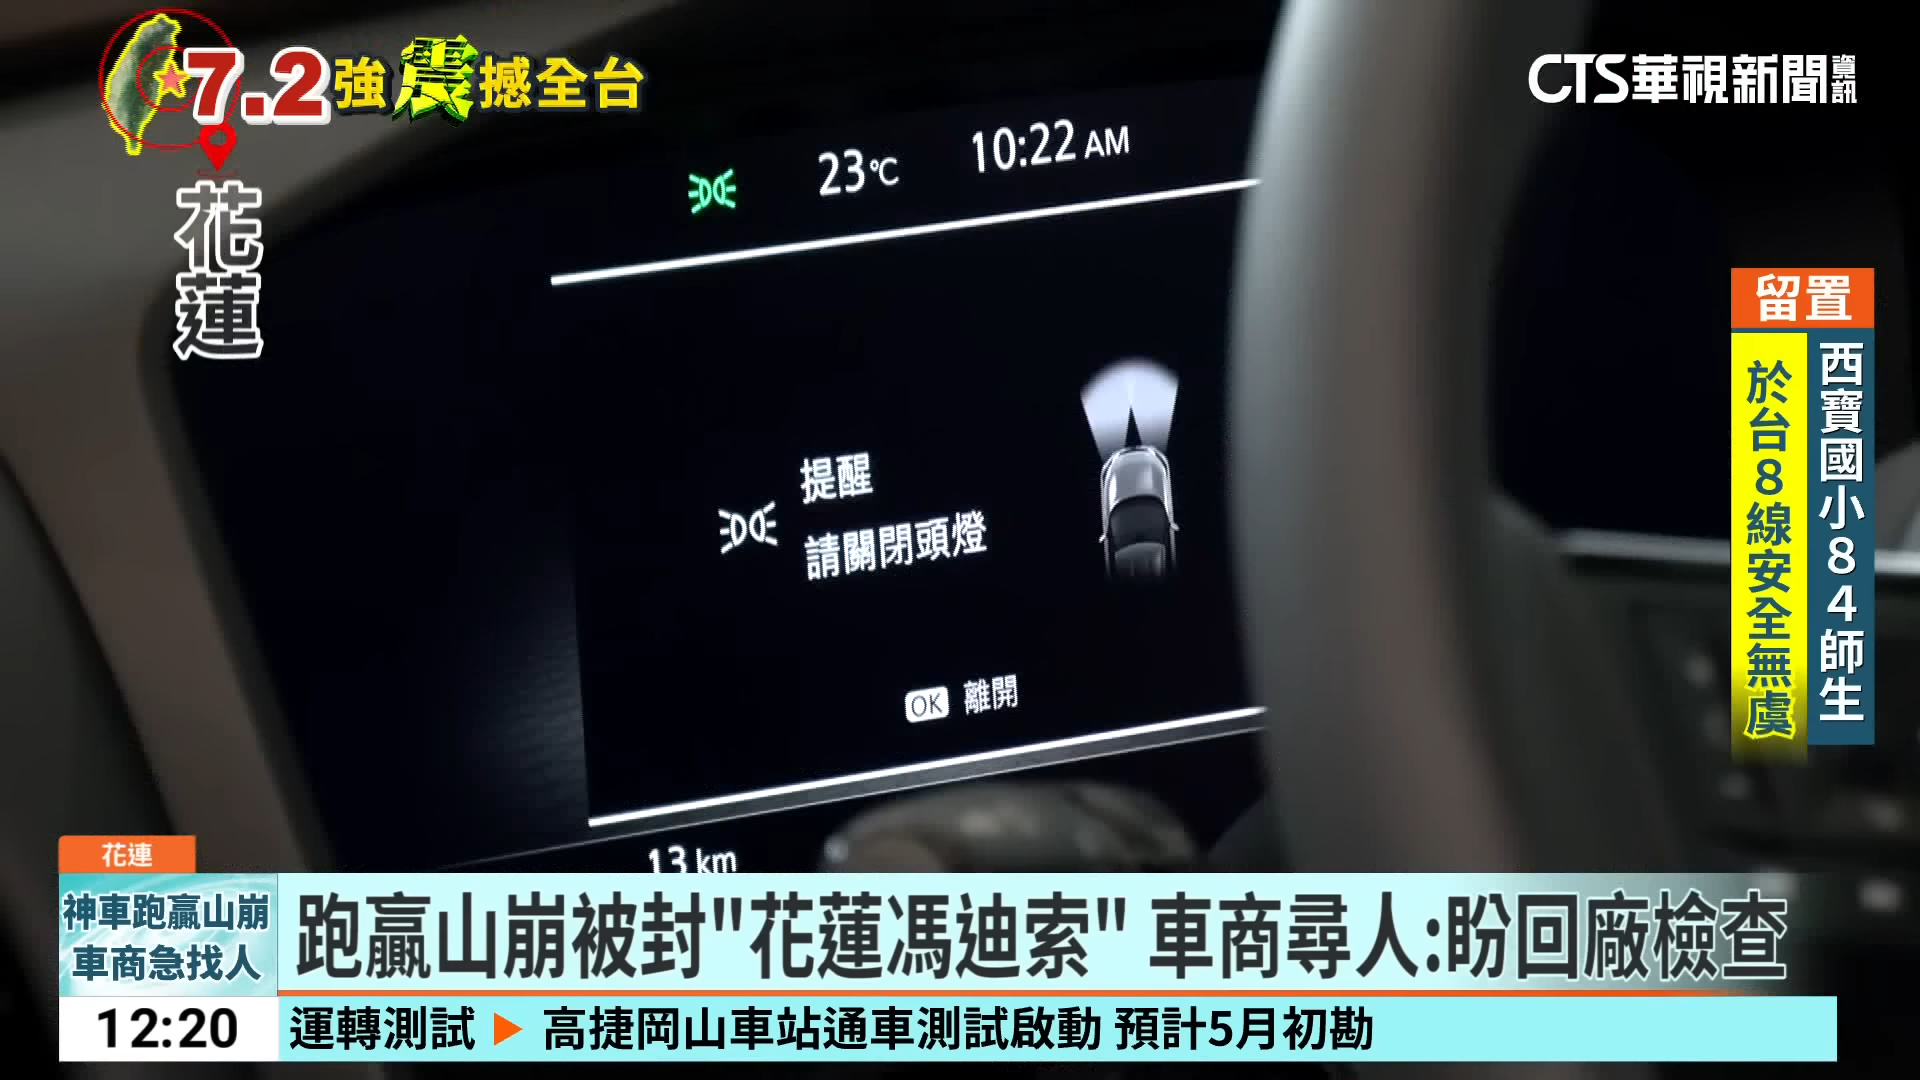 7.2強震撼全台
花蓮
CTS華視新聞資訊
23℃
10:22 AM
提醒
請關閉頭燈
OK 離開
13 km
留置
西寶國小84師生
於台8線安全無虞
花連
神車跑贏山崩
車商急找人
跑贏山崩被封"花蓮馮迪索" 車商尋人:盼回廠檢查
12:20
運轉測試 ▶ 高捷岡山車站通車測試啟動 預計5月初勘